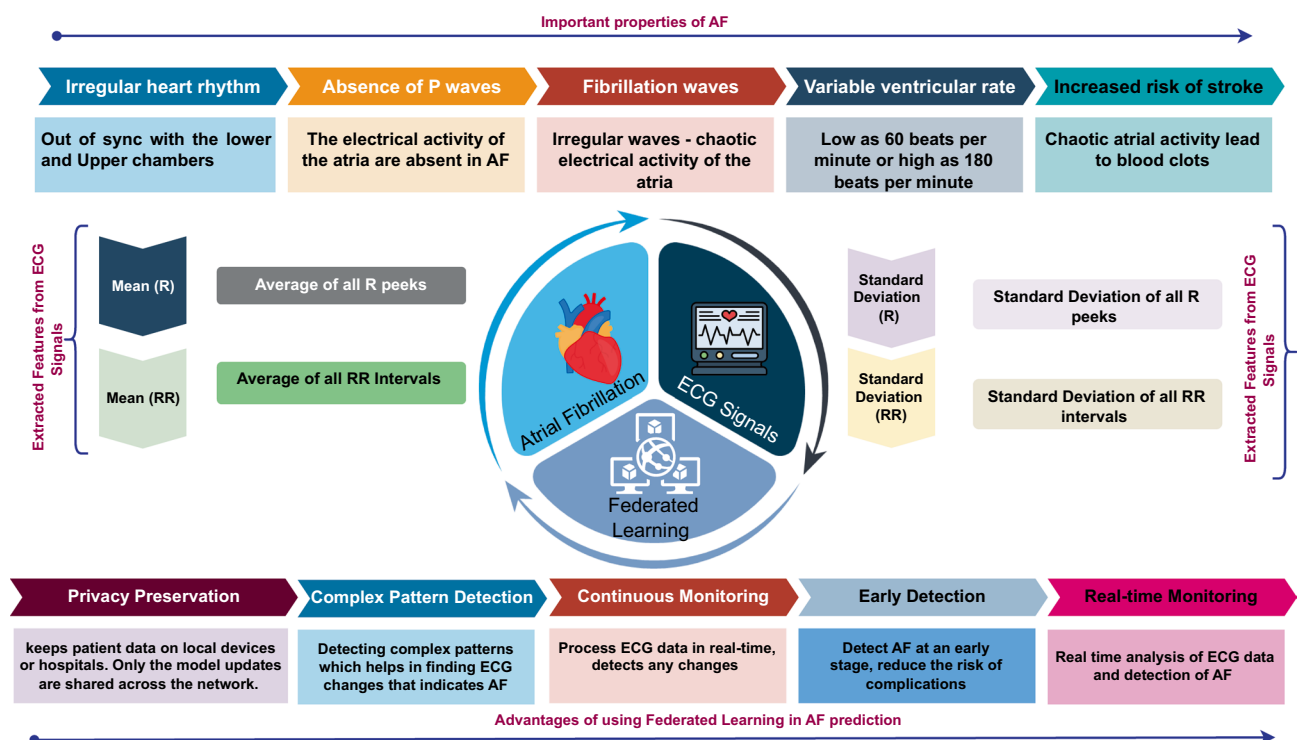 Important properties of AF
Irregular heart rhythm
Absence of P waves
Fibrillation waves
Variable ventricular rate
Increased risk of stroke
Out of sync with the lower
and Upper chambers
The electrical activity of
the atria are absent in AF
Irregular waves - chaotic
electrical activity of the
atria
Low as 60 beats per
minute or high as 180
beats per minute
Chaotic atrial activity lead
to blood clots
Extracted Features from ECG
Signals
Mean (R)
Average of all R peeks
Mean (RR)
Average of all RR Intervals
Atrial Fibrillation
ECG Signals
Federated
Learning
Standard
Deviation
(R)
Standard Deviation of all R
peeks
Standard
Deviation
(RR)
Standard Deviation of all RR
intervals
Extracted Features from ECG
Signals
Privacy Preservation
Complex Pattern Detection
Continuous Monitoring
Early Detection
Real-time Monitoring
keeps patient data on local devices
or hospitals. Only the model updates
are shared across the network.
Detecting complex patterns
which helps in finding ECG
changes that indicates AF
Process ECG data in real-time,
detects any changes
Detect AF at an early
stage, reduce the risk of
complications
Real time analysis of ECG data
and detection of AF
Advantages of using Federated Learning in AF prediction